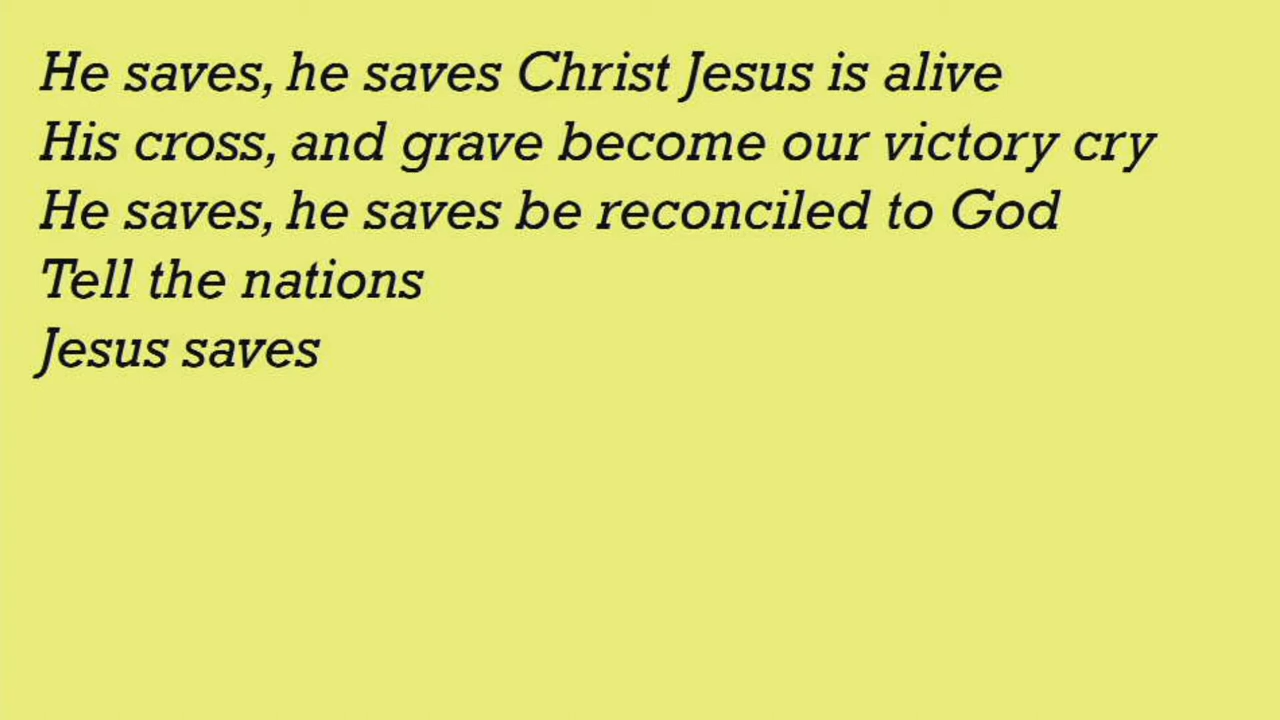 He saves, he saves Christ Jesus is alive
His cross, and grave become our victory cry
He saves, he saves be reconciled to God
Tell the nations
Jesus saves